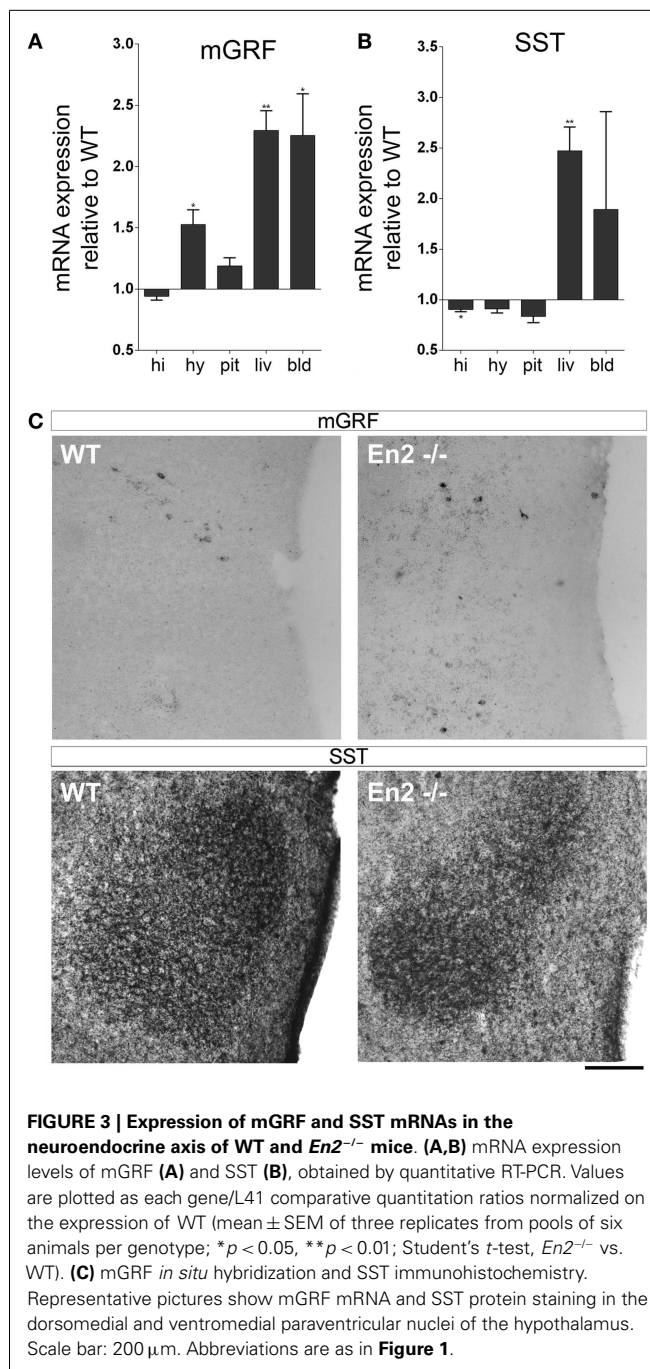 A
mGRF
mRNA expression
relative to WT
3.0
2.5
2.0
1.5
1.0
0.5
*
**
*
hi hy pit liv bld
B
SST
mRNA expression
relative to WT
3.5
3.0
2.5
2.0
1.5
1.0
0.5
*
**
hi hy pit liv bld
C
mGRF
WT
En2 -/-
SST
WT
En2 -/-
FIGURE 3 | Expression of mGRF and SST mRNAs in the
neuroendocrine axis of WT and En2⁻/⁻ mice. (A,B) mRNA expression
levels of mGRF (A) and SST (B), obtained by quantitative RT-PCR. Values
are plotted as each gene/L41 comparative quantitation ratios normalized on
the expression of WT (mean ± SEM of three replicates from pools of six
animals per genotype; *p < 0.05, **p < 0.01; Student's t-test, En2⁻/⁻ vs.
WT). (C) mGRF in situ hybridization and SST immunohistochemistry.
Representative pictures show mGRF mRNA and SST protein staining in the
dorsomedial and ventromedial paraventricular nuclei of the hypothalamus.
Scale bar: 200 μm. Abbreviations are as in Figure 1.